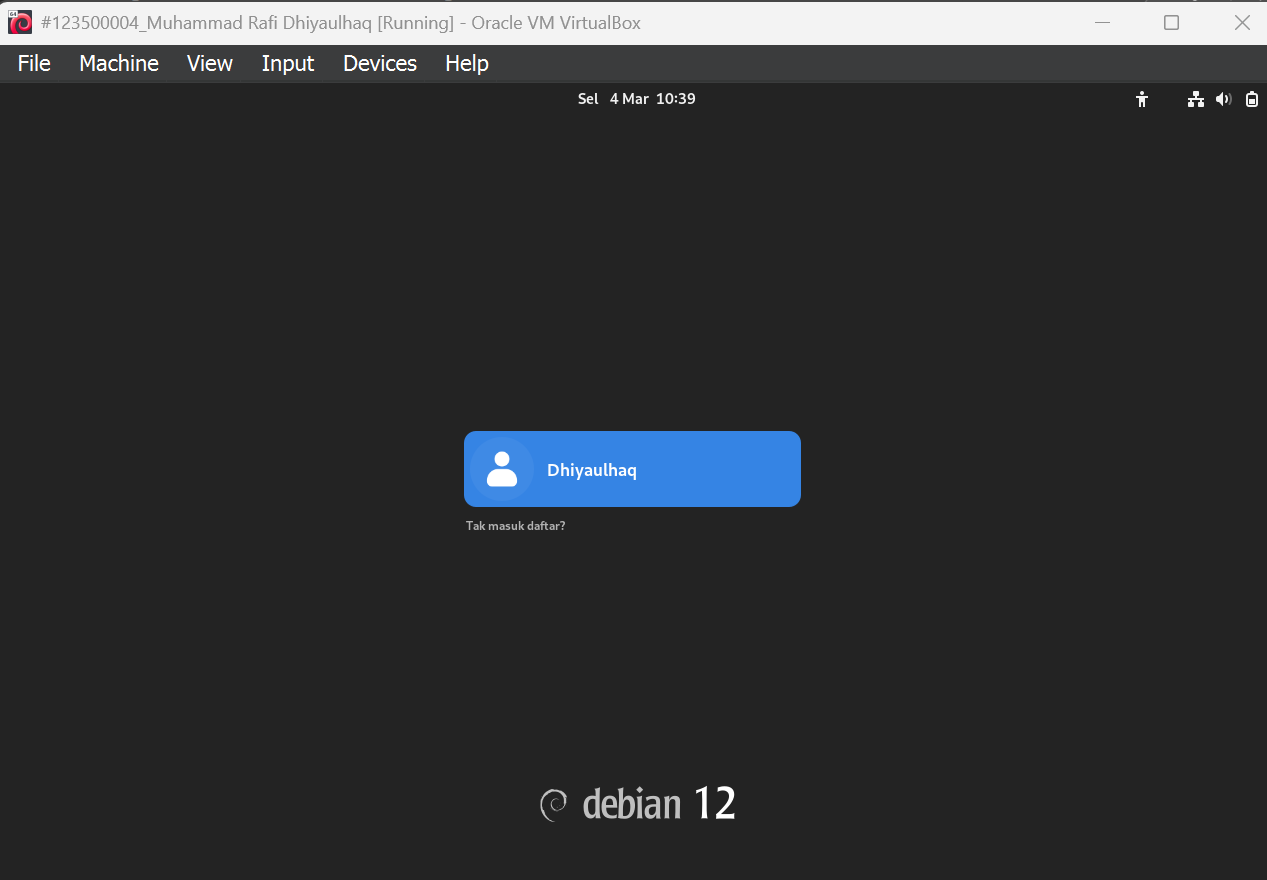 #123500004_Muhammad Rafi Dhiyaulhaq [Running] - Oracle VM VirtualBox
File Machine View Input Devices Help
Sel 4 Mar 10:39
Dhiyaulhaq
Tak masuk daftar?
debian 12